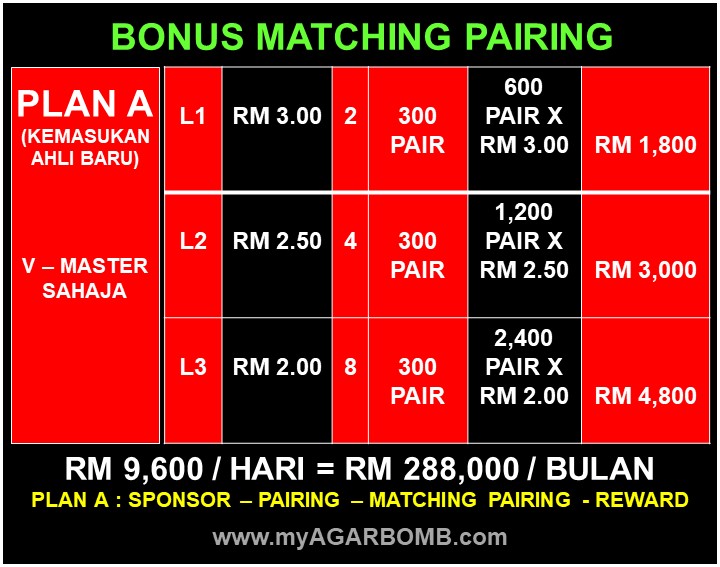 BONUS MATCHING PAIRING
PLAN A
(KEMASUKAN
AHLI BARU)
V – MASTER
SAHAJA
L1
RM 3.00
2
300
PAIR
600
PAIR X
RM 3.00
RM 1,800
L2
RM 2.50
4
300
PAIR
1,200
PAIR X
RM 2.50
RM 3,000
L3
RM 2.00
8
300
PAIR
2,400
PAIR X
RM 2.00
RM 4,800
RM 9,600 / HARI = RM 288,000 / BULAN
PLAN A : SPONSOR – PAIRING – MATCHING PAIRING - REWARD
www.myAGARBOMB.com